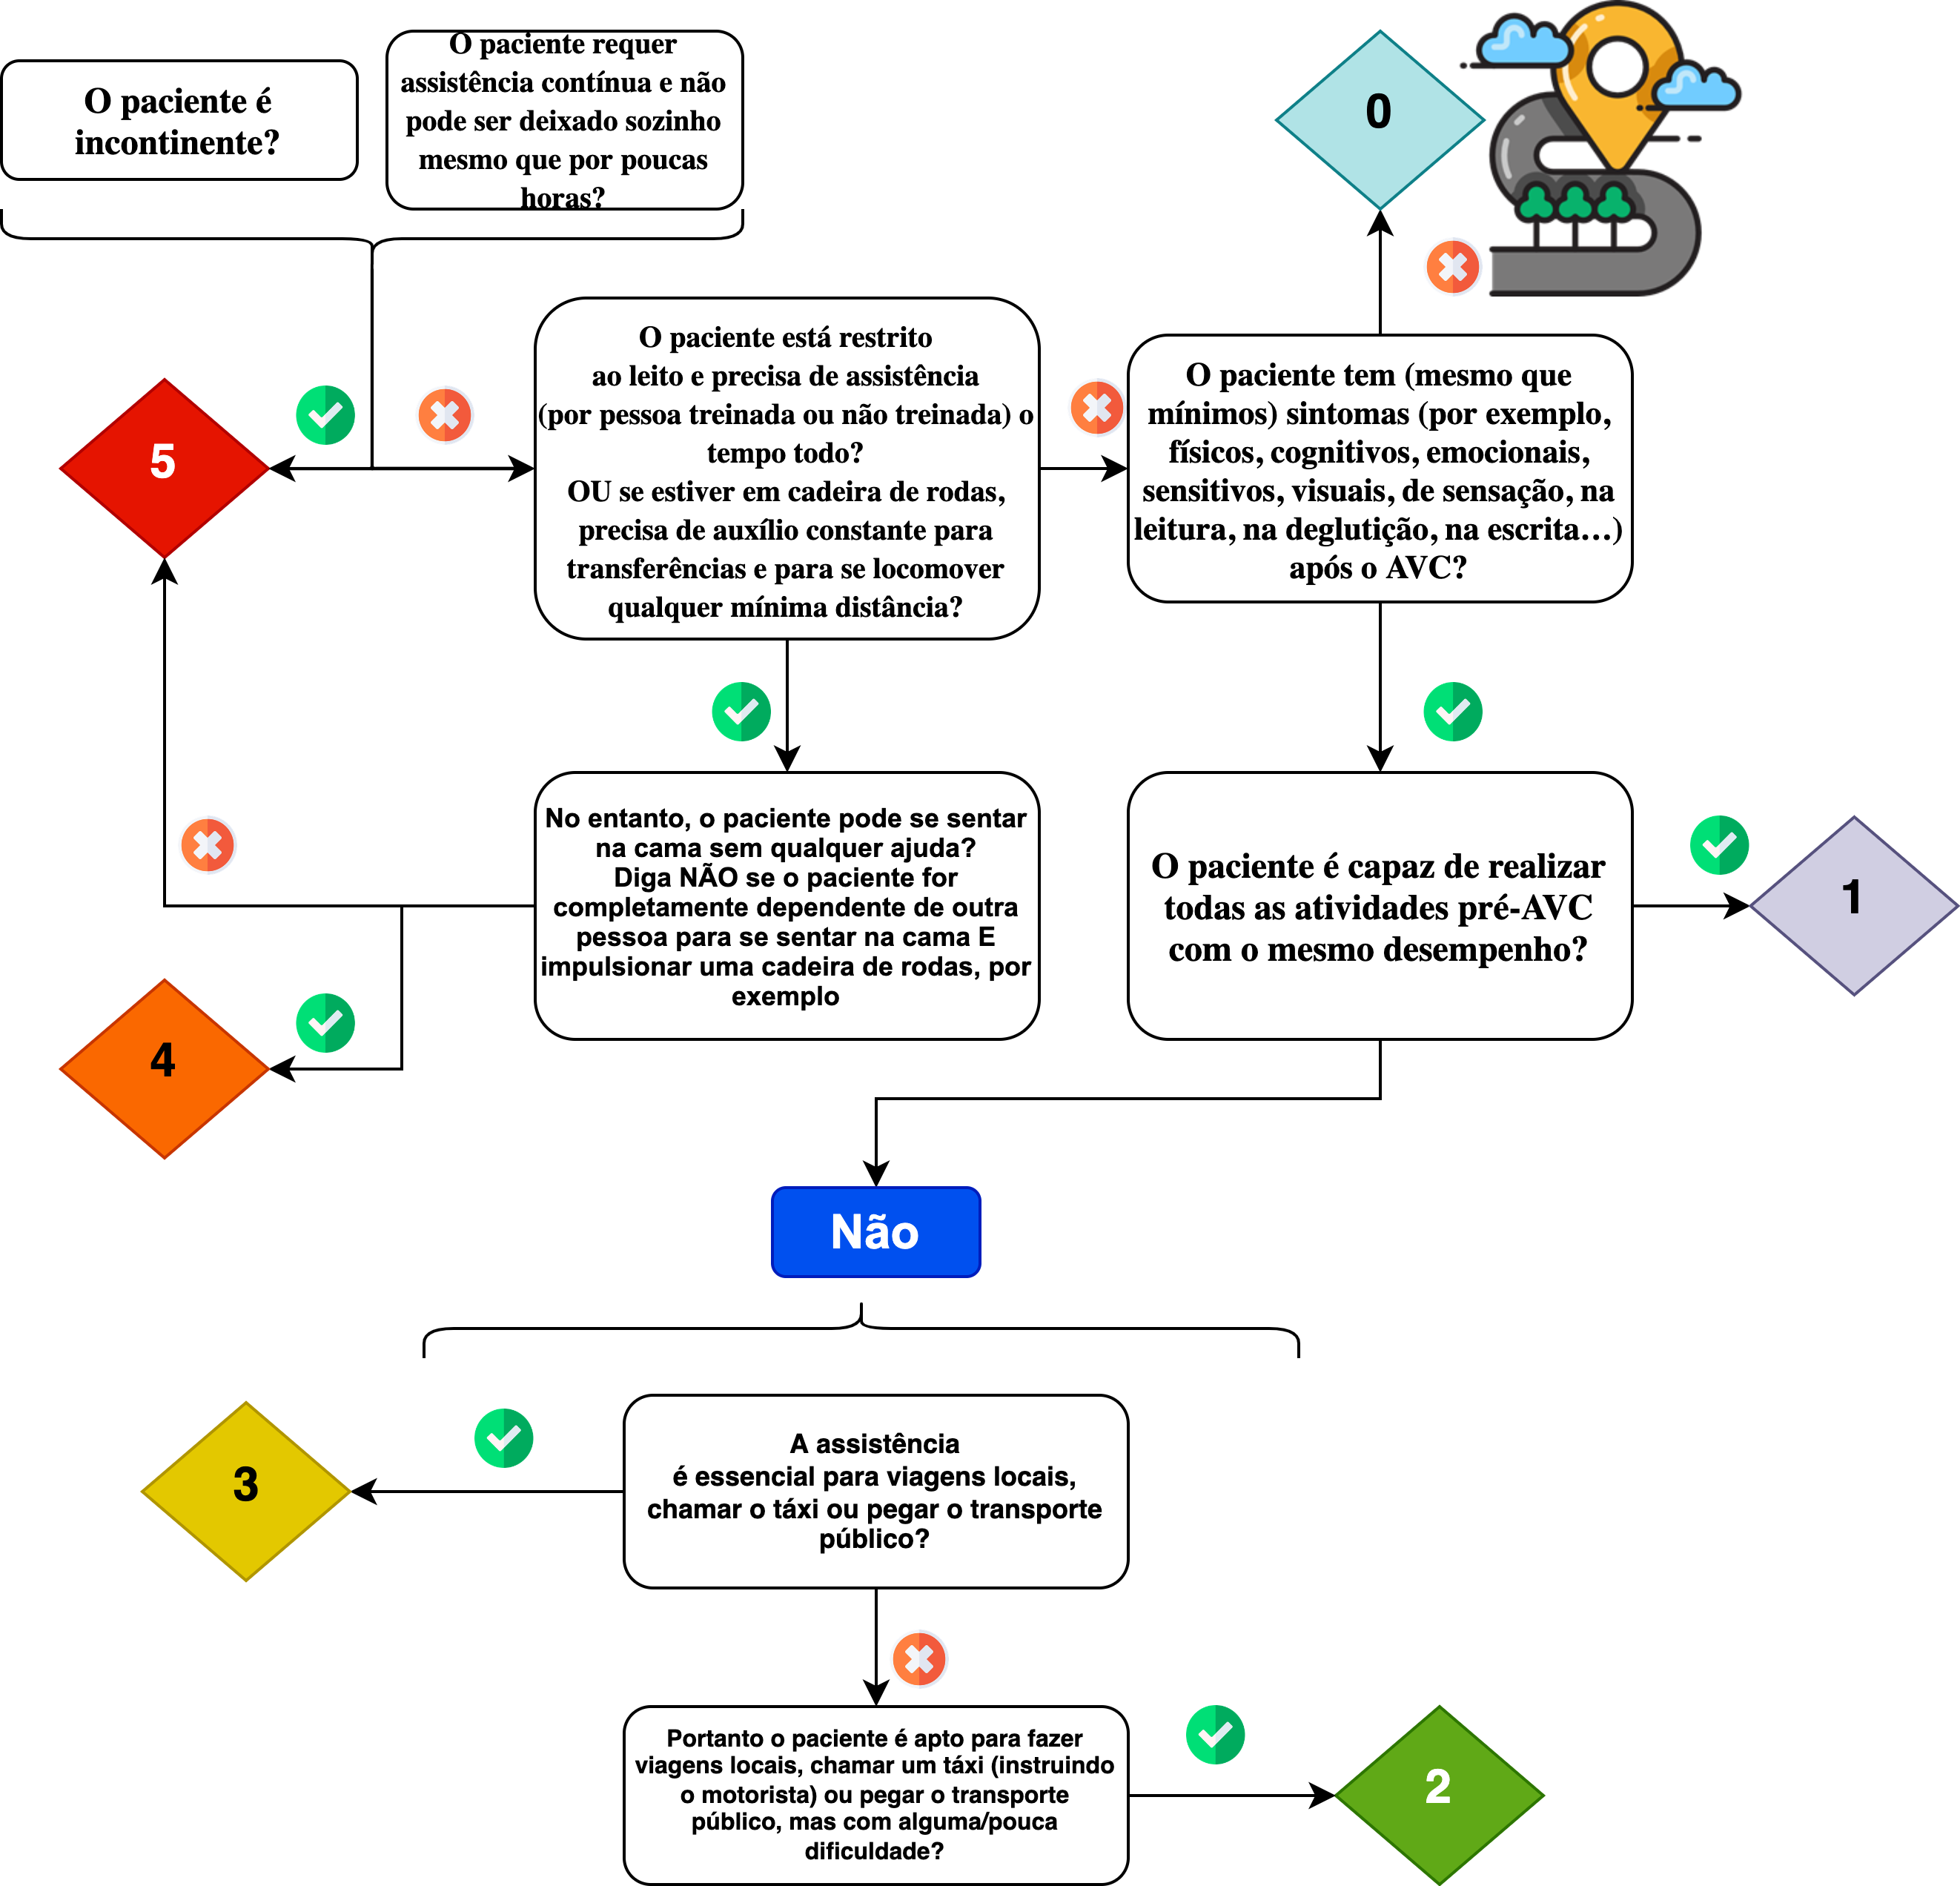 O paciente é
incontinente?
O paciente requer
assistência contínua e não
pode ser deixado sozinho
mesmo que por poucas
horas?
0
O paciente está restrito
ao leito e precisa de assistência
(por pessoa treinada ou não treinada) o
tempo todo?
OU se estiver em cadeira de rodas,
precisa de auxílio constante para
transferências e para se locomover
qualquer mínima distância?
O paciente tem (mesmo que
mínimos) sintomas (por exemplo,
físicos, cognitivos, emocionais,
sensitivos, visuais, de sensação, na
leitura, na deglutição, na escrita…)
após o AVC?
5
No entanto, o paciente pode se sentar
na cama sem qualquer ajuda?
Diga NÃO se o paciente for
completamente dependente de outra
pessoa para se sentar na cama E
impulsionar uma cadeira de rodas, por
exemplo
O paciente é capaz de realizar
todas as atividades pré-AVC
com o mesmo desempenho?
1
4
Não
3
A assistência
é essencial para viagens locais,
chamar o táxi ou pegar o transporte
público?
Portanto o paciente é apto para fazer
viagens locais, chamar um táxi (instruindo
o motorista) ou pegar o transporte
público, mas com alguma/pouca
dificuldade?
2